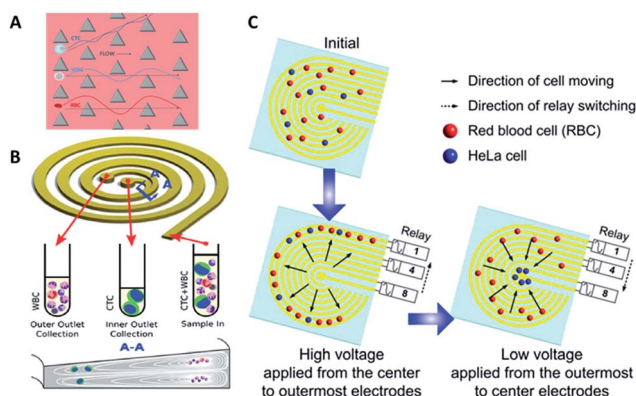 A
CTC
FLOW
WBC
RBC
B
A
A
WBC
CTC
CTC+WBC
Outer Outlet
Collection
Inner Outlet
Collection
Sample In
A-A
C
Initial
Direction of cell moving
Direction of relay switching
Red blood cell (RBC)
HeLa cell
Relay
1
4
8
High voltage
applied from the center
to outermost electrodes
Relay
1
4
8
Low voltage
applied from the outermost
to center electrodes